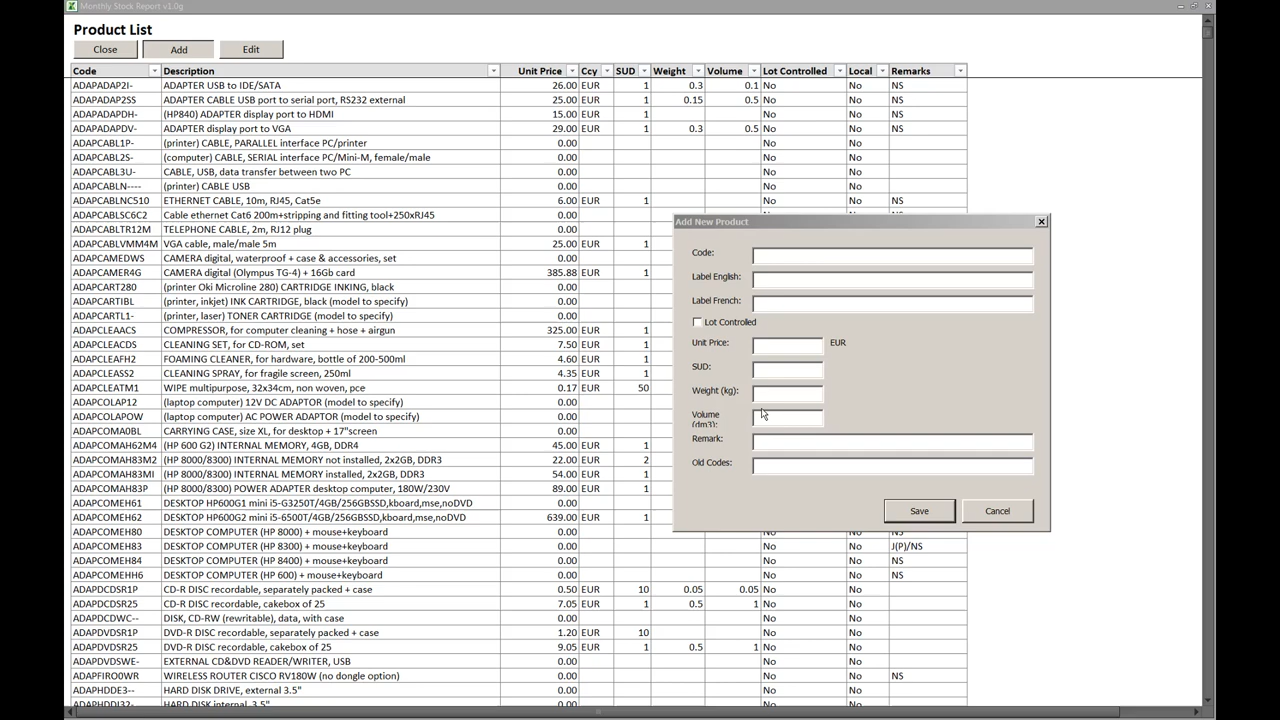 Monthly Stock Report v1.0g
Product List
Close Add Edit
Code Description Unit Price Ccy SUD Weight Volume Lot Controlled Local Remarks
ADAPADAP2I- ADAPTER USB to IDE/SATA 26.00 EUR 1 0.3 0.1 No No NS
ADAPADAP2SS ADAPTER CABLE USB port to serial port, RS232 external 25.00 EUR 1 0.15 0.5 No No NS
ADAPADAPDH- (HP840) ADAPTER display port to HDMI 15.00 EUR 1 No No NS
ADAPADAPDV- ADAPTER display port to VGA 29.00 EUR 1 0.3 0.5 No No NS
ADAPCABL1P- (printer) CABLE, PARALLEL interface PC/printer 0.00 No No
ADAPCABL2S- (computer) CABLE, SERIAL interface PC/Mini-M, female/male 0.00 No No
ADAPCABL3U- CABLE, USB, data transfer between two PC 0.00 No No
ADAPCABLN---- (printer) CABLE USB 0.00 No No
ADAPCABLNC510 ETHERNET CABLE, 10m, RJ45, Cat5e 6.00 EUR 1 No No NS
ADAPCABLSC6C2 Cable ethernet Cat6 200m+stripping and fitting tool+250xRJ45 0.00
ADAPCABLTR12M TELEPHONE CABLE, 2m, RJ12 plug 0.00
ADAPCABLVMM4M VGA cable, male/male 5m 25.00 EUR 1
ADAPCAMEDWS CAMERA digital, waterproof + case & accessories, set 0.00
ADAPCAMER4G CAMERA digital (Olympus TG-4) + 16Gb card 385.88 EUR 1
ADAPCART280 (printer Oki Microline 280) CARTRIDGE INKING, black 0.00
ADAPCARTIBL (printer, inkjet) INK CARTRIDGE, black (model to specify) 0.00
ADAPCARTL1- (printer, laser) TONER CARTRIDGE (model to specify) 0.00
ADAPCLEAACS COMPRESSOR, for computer cleaning + hose + airgun 325.00 EUR 1
ADAPCLEACDS CLEANING SET, for CD-ROM, set 7.50 EUR 1
ADAPCLEAFH2 FOAMING CLEANER, for hardware, bottle of 200-500ml 4.60 EUR 1
ADAPCLEASS2 CLEANING SPRAY, for fragile screen, 250ml 4.35 EUR 1
ADAPCLEATM1 WIPE multipurpose, 32x34cm, non woven, pce 0.17 EUR 50
ADAPCOLAP12 (laptop computer) 12V DC ADAPTOR (model to specify) 0.00
ADAPCOLAPOW (laptop computer) AC POWER ADAPTOR (model to specify) 0.00
ADAPCOMA0BL CARRYING CASE, size XL, for desktop + 17"screen 0.00
ADAPCOMAH62M4 (HP 600 G2) INTERNAL MEMORY, 4GB, DDR4 45.00 EUR 1
ADAPCOMAH83M2 (HP 8000/8300) INTERNAL MEMORY not installed, 2x2GB, DDR3 22.00 EUR 2
ADAPCOMAH83MI (HP 8000/8300) INTERNAL MEMORY installed, 2x2GB, DDR3 54.00 EUR 1
ADAPCOMAH83P (HP 8000/8300) POWER ADAPTER desktop computer, 180W/230V 89.00 EUR 1
ADAPCOMEH61 DESKTOP HP600G1 mini i5-G3250T/4GB/256GBSSD,kboard,mse,noDVD 0.00
ADAPCOMEH62 DESKTOP HP600G2 mini i5-6500T/4GB/256GBSSD,kboard,mse,noDVD 639.00 EUR 1
ADAPCOMEH80 DESKTOP COMPUTER (HP 8000) + mouse+keyboard 0.00 No No NS
ADAPCOMEH83 DESKTOP COMPUTER (HP 8300) + mouse+keyboard 0.00 No No J(P)/NS
ADAPCOMEH84 DESKTOP COMPUTER (HP 8400) + mouse+keyboard 0.00 No No NS
ADAPCOMEHH6 DESKTOP COMPUTER (HP 600) + mouse+keyboard 0.00 No No NS
ADAPDCDSR1P CD-R DISC recordable, separately packed + case 0.50 EUR 10 0.05 0.05 No No
ADAPDCDSR25 CD-R DISC recordable, cakebox of 25 7.05 EUR 1 0.5 1 No No
ADAPDCDWC-- DISK, CD-RW (rewritable), data, with case 0.00 No No
ADAPDVDSR1P DVD-R DISC recordable, separately packed + case 1.20 EUR 10 No No
ADAPDVDSR25 DVD-R DISC recordable, cakebox of 25 9.05 EUR 1 0.5 1 No No
ADAPDVDSWE- EXTERNAL CD&DVD READER/WRITER, USB 0.00 No No
ADAPFIRO0WR WIRELESS ROUTER CISCO RV180W (no dongle option) 0.00 No No NS
ADAPHDDE3-- HARD DISK DRIVE, external 3.5" 0.00 No No
ADAPHDDI32- HARD DISK internal, 3.5" 0.00 No No
Add New Product
Code:
Label English:
Label French:
Lot Controlled
Unit Price: EUR
SUD:
Weight (kg):
Volume
(dm3):
Remark:
Old Codes:
Save Cancel